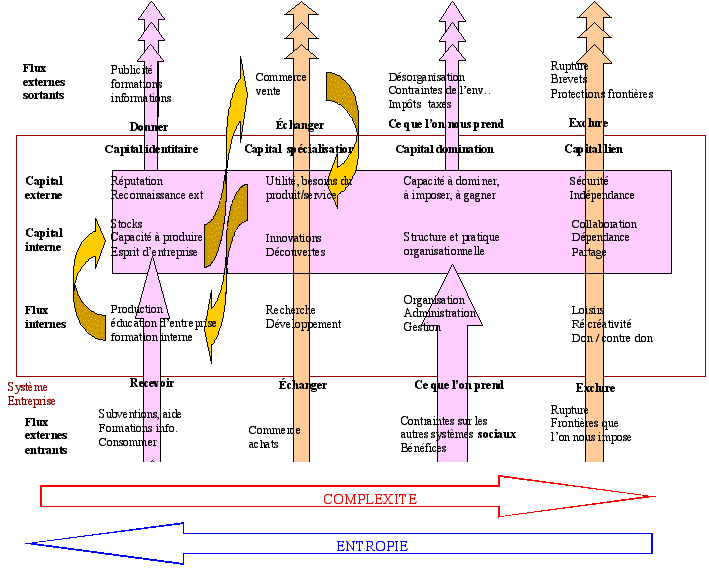 Flux
externes
sortants
Publicité
formations
informations
Commerce
vente
Désorganisation
Contraintes de l'env..
Impôts taxes
Rupture
Brevets
Protections frontières
Donner
Échanger
Ce que l'on nous prend
Exclure
Capital identitaire
Capital spécialisation
Capital domination
Capital lien
Capital
externe
Réputation
Reconnaissance ext
Utilité, besoins du
produit/service
Capacité à dominer,
à imposer, à gagner
Sécurité
Indépendance
Capital
interne
Stocks
Capacité à produire
Esprit d'entreprise
Innovations
Découvertes
Structure et pratique
organisationnelle
Collaboration
Dépendance
Partage
Flux
internes
Production
éducation d'entreprise
formation interne
Recherche
Développement
Organisation
Administration
Gestion
Loisirs
Récréativité
Don / contre don
Système
Entreprise
Recevoir
Échanger
Ce que l'on prend
Exclure
Flux
externes
entrants
Subventions, aide
Formations info.
Consommer
Commerce
achats
Contraintes sur les
autres systèmes sociaux
Bénéfices
Rupture
Frontières que
l'on nous impose
COMPLEXITE
ENTROPIE